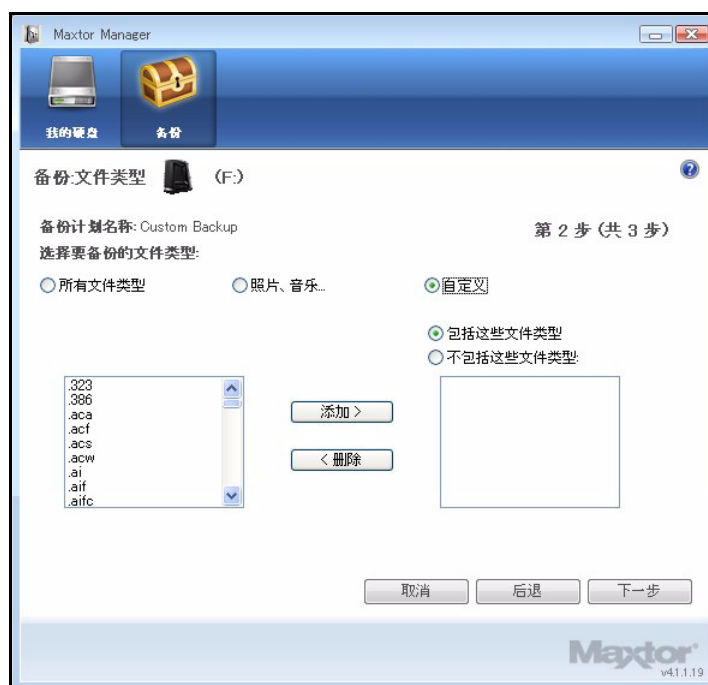 Maxtor Manager
我的硬盘
备份
备份:文件类型 (F:)
备份计划名称: Custom Backup
第 2 步 (共 3 步)
选择要备份的文件类型:
所有文件类型
照片、音乐...
自定义
包括这些文件类型
不包括这些文件类型:
.323
.386
.aca
.acf
.acs
.acw
.ai
.aif
.aifc
添加 >
< 删除
取消
后退
下一步
Maxtor
v4.1.1.19